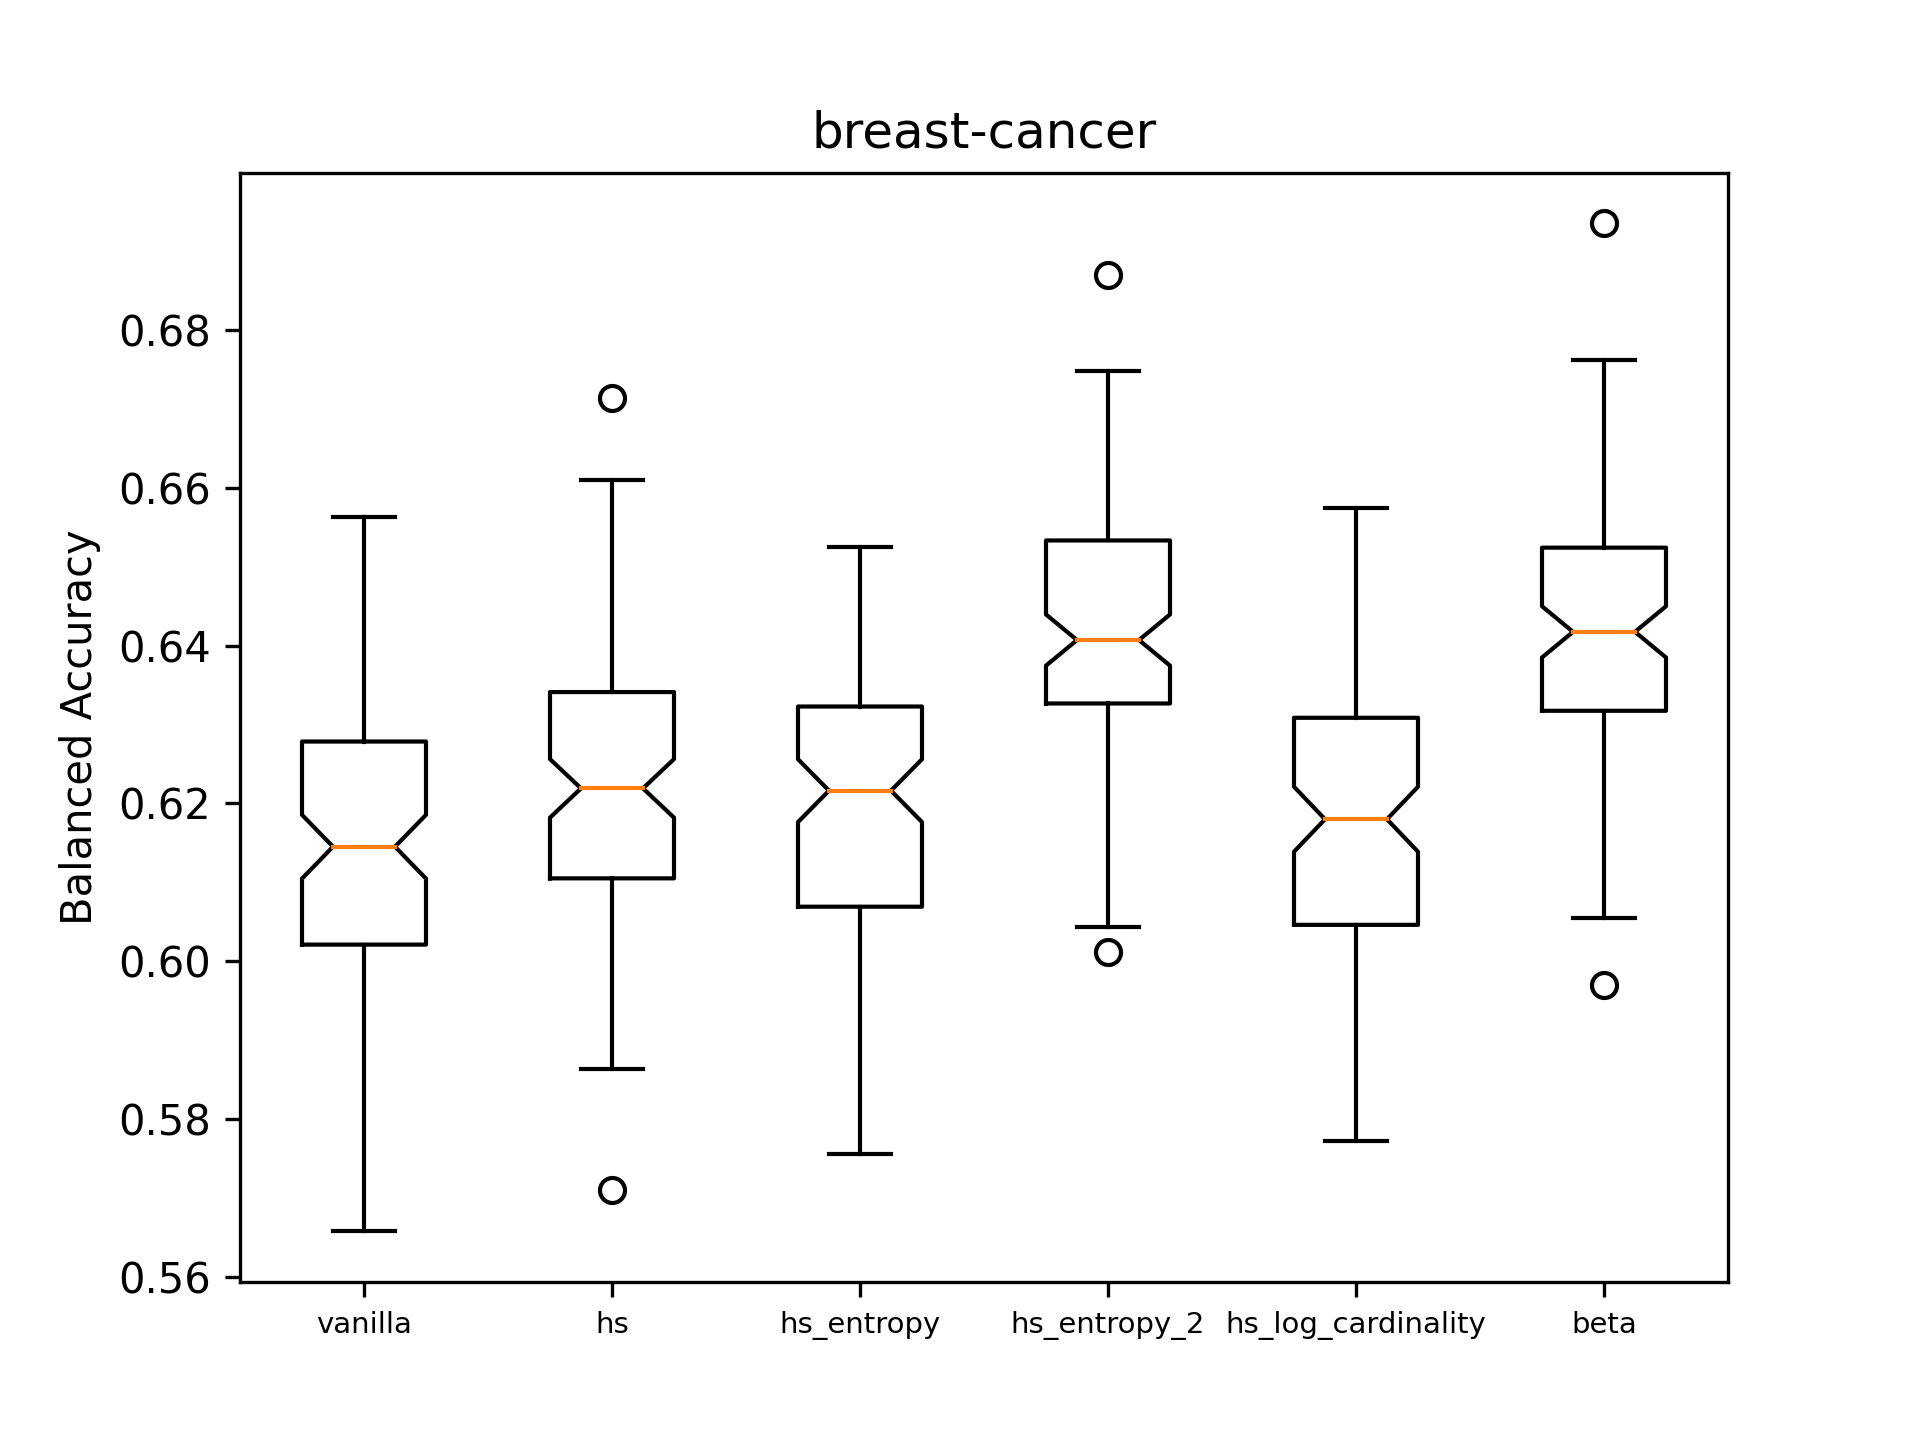 breast-cancer
Balanced Accuracy
0.68
0.66
0.64
0.62
0.60
0.58
0.56
vanilla hs hs_entropy hs_entropy_2 hs_log_cardinality beta